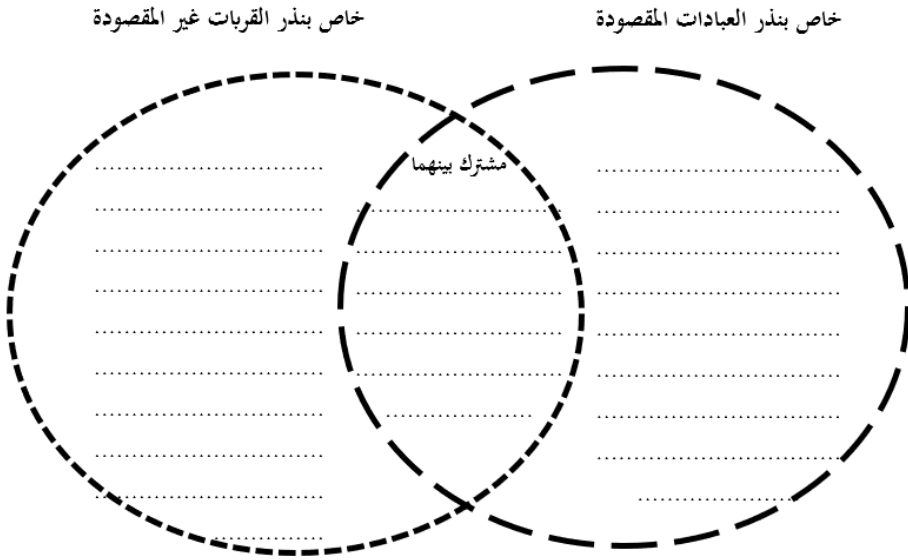 خاص بنذر العبادات المقصودة
خاص بنذر القربات غير المقصودة
مشترك بينهما